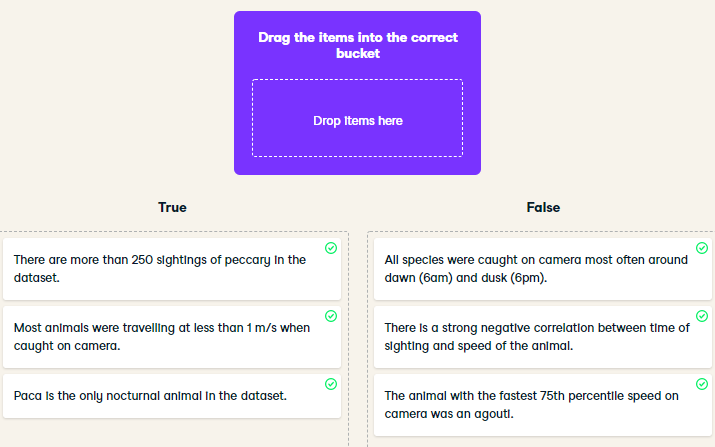 Drag the items into the correct
bucket
Drop items here
True
False
There are more than 250 sightings of peccary in the
dataset.
Most animals were travelling at less than 1 m/s when
caught on camera.
Paca is the only nocturnal animal in the dataset.
All species were caught on camera most often around
dawn (6am) and dusk (6pm).
There is a strong negative correlation between time of
sighting and speed of the animal.
The animal with the fastest 75th percentile speed on
camera was an agouti.